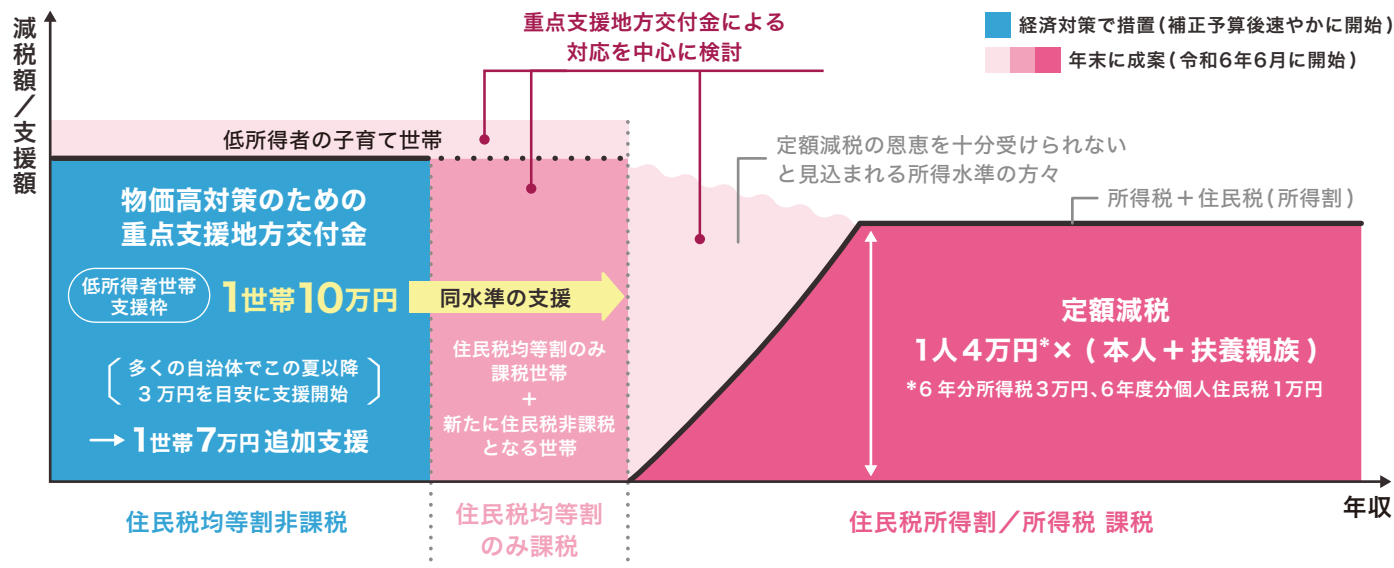 減税額/支援額
重点支援地方交付金による
対応を中心に検討
経済対策で措置(補正予算後速やかに開始)
年末に成案(令和6年6月に開始)
低所得者の子育て世帯
定額減税の恩恵を十分受けられない
と見込まれる所得水準の方々
所得税+住民税(所得割)
物価高対策のための
重点支援地方交付金
低所得者世帯
支援枠
1世帯10万円
同水準の支援
多くの自治体でこの夏以降
3万円を目安に支援開始
→1世帯7万円追加支援
住民税均等割のみ
課税世帯
+
新たに住民税非課税
となる世帯
定額減税
1人4万円*×(本人+扶養親族)
*6年分所得税3万円、6年度分個人住民税1万円
年収
住民税均等割非課税
住民税均等割
のみ課税
住民税所得割/所得税 課税